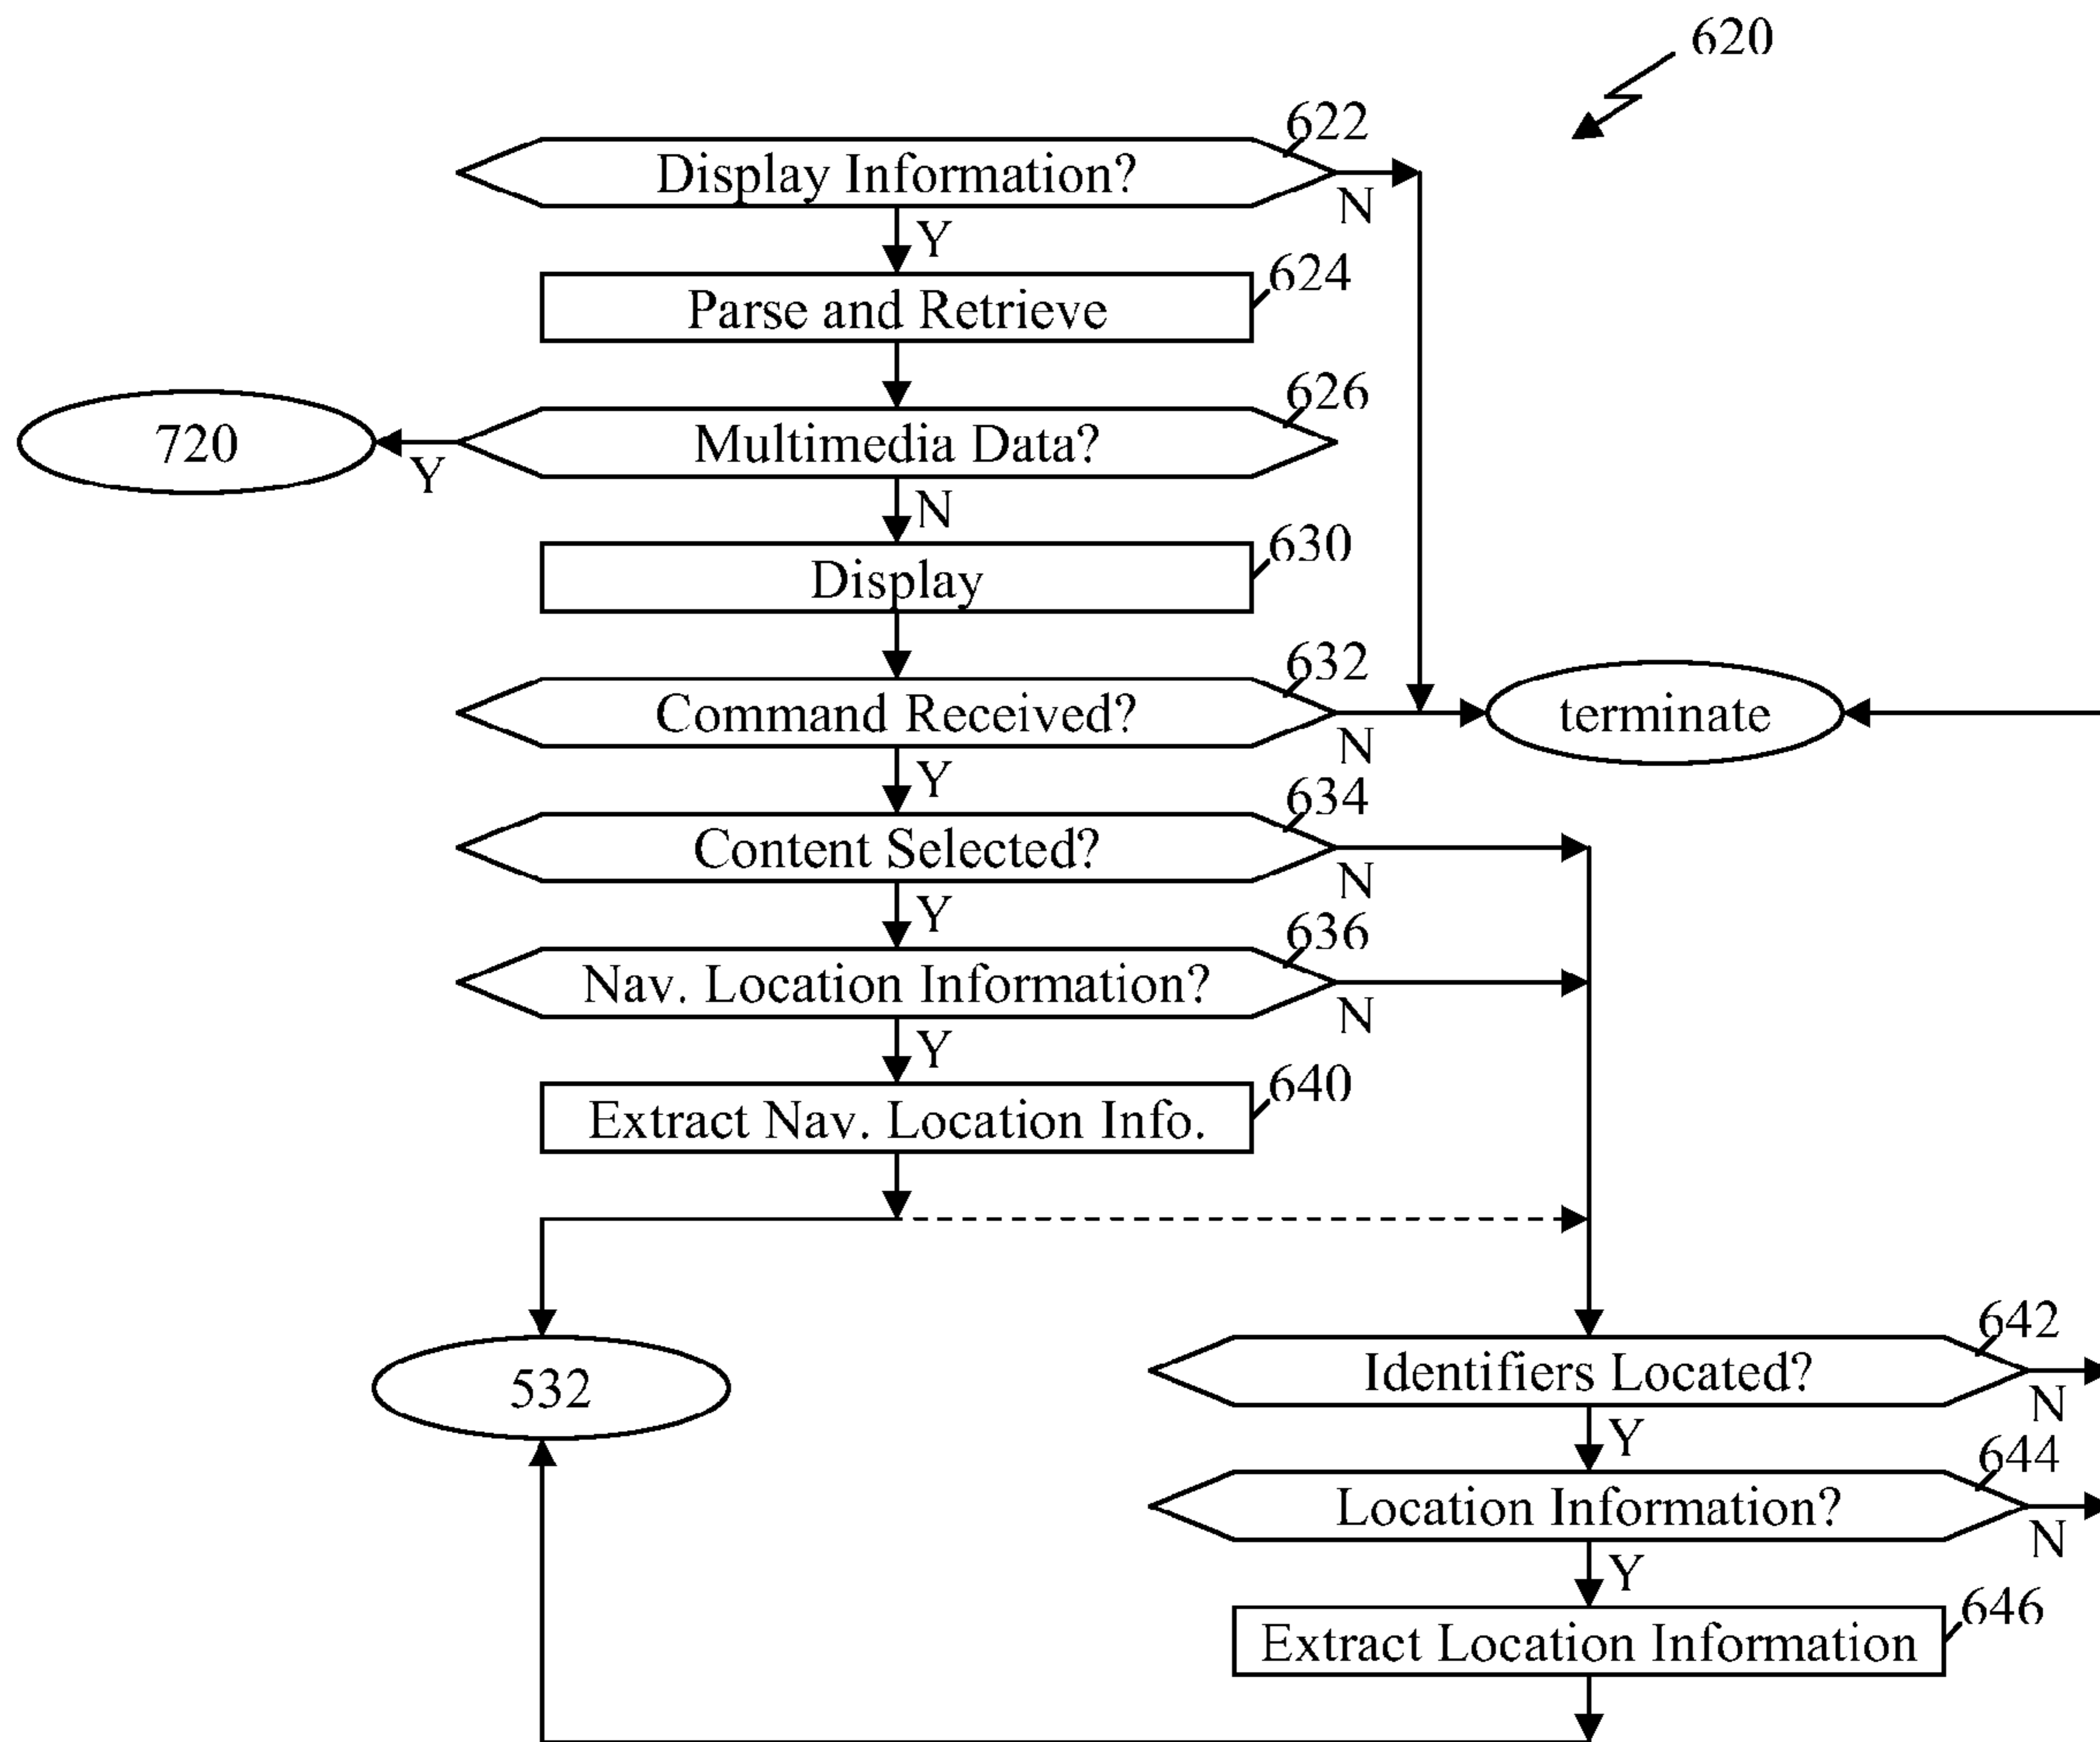 620
622
Display Information?
N
Y
624
Parse and Retrieve
626
720
Y
Multimedia Data?
N
630
Display
632
Command Received?
N
terminate
Y
634
Content Selected?
N
Y
636
Nav. Location Information?
N
Y
640
Extract Nav. Location Info.
642
532
Identifiers Located?
N
Y
644
Location Information?
N
Y
646
Extract Location Information